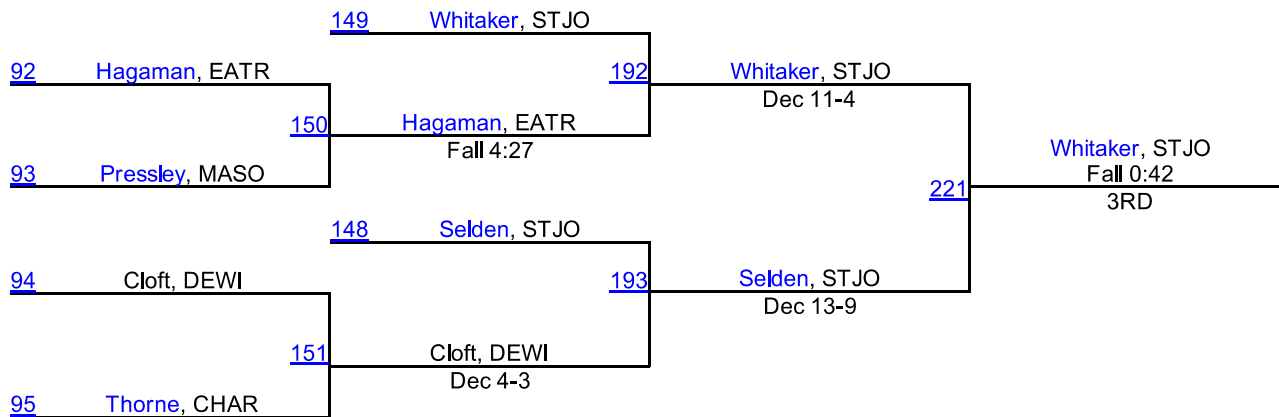 149 Whitaker, STJO
92 Hagaman, EATR
192 Whitaker, STJO
Dec 11-4
150 Hagaman, EATR
Fall 4:27
93 Pressley, MASO
Whitaker, STJO
Fall 0:42
221
3RD
148 Selden, STJO
94 Cloft, DEWI
193 Selden, STJO
Dec 13-9
151 Cloft, DEWI
Dec 4-3
95 Thorne, CHAR